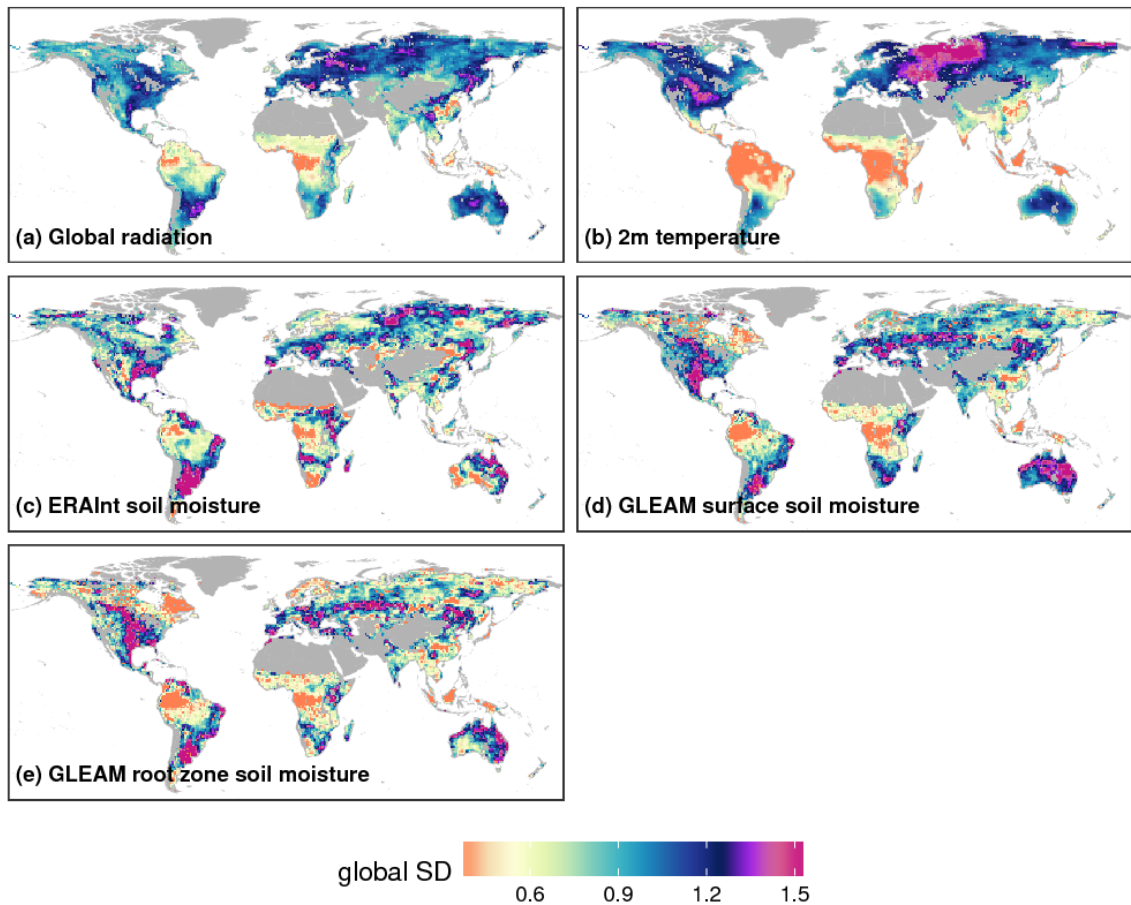 (a) Global radiation
(b) 2m temperature
(c) ERAInt soil moisture
(d) GLEAM surface soil moisture
(e) GLEAM root zone soil moisture
global SD
0.6 0.9 1.2 1.5